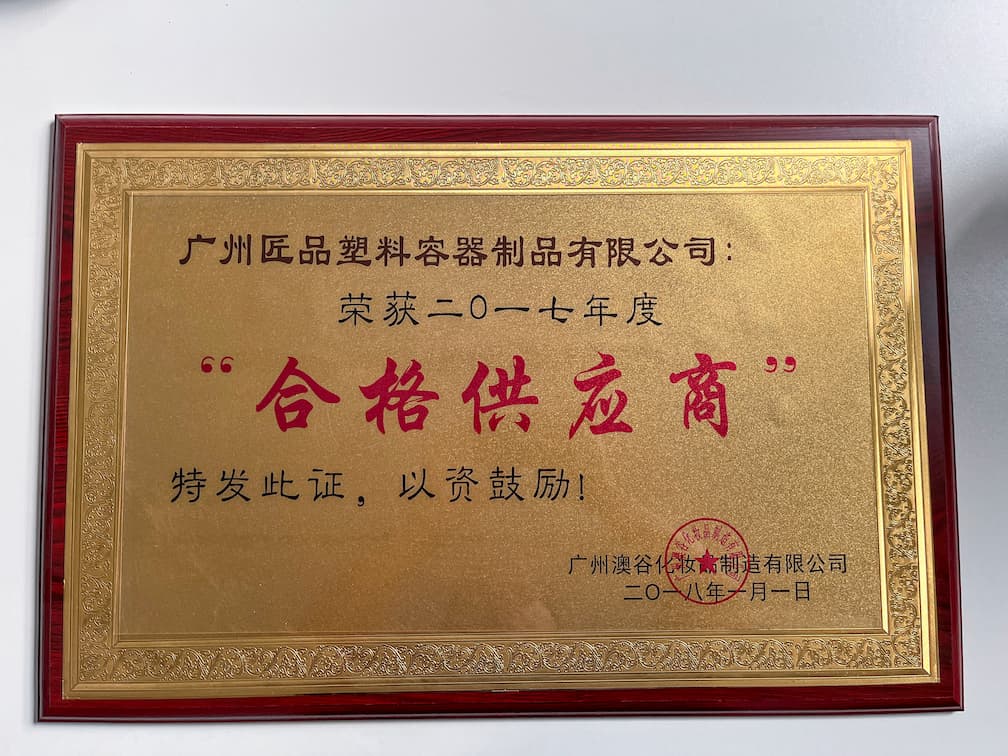 广州匠品塑料容器制品有限公司：
荣获二〇一七年度
“合格供应商”
特发此证，以资鼓励！
广州澳谷化妆品制造有限公司
二〇一八年一月一日